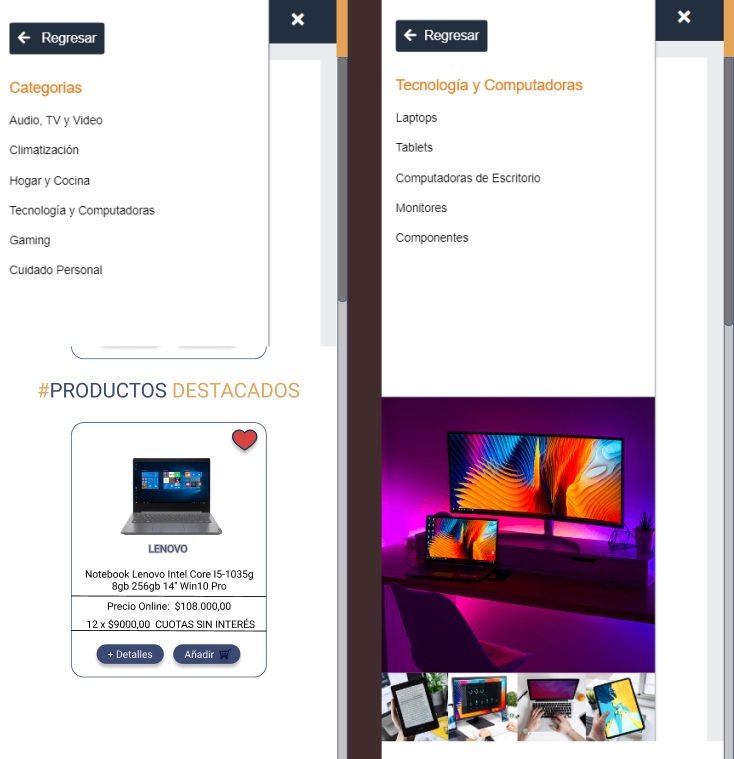 Regresar
Categorias
Audio, TV y Video
Climatización
Hogar y Cocina
Tecnología y Computadoras
Gaming
Cuidado Personal
#PRODUCTOS DESTACADOS
LENOVO
Notebook Lenovo Intel Core I5-1035g
8gb 256gb 14" Win10 Pro
Precio Online: $108.000,00
12 x $9000,00 CUOTAS SIN INTERÉS
+ Detalles
Añadir
Regresar
Tecnología y Computadoras
Laptops
Tablets
Computadoras de Escritorio
Monitores
Componentes